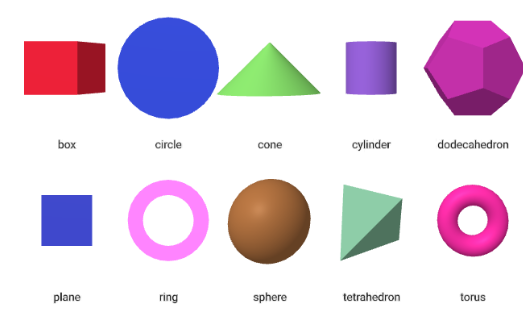 box circle cone cylinder dodecahedron
plane ring sphere tetrahedron torus